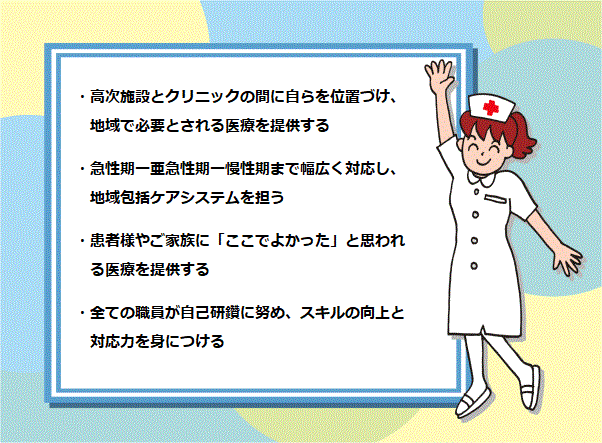 ・高次施設とクリニックの間に自らを位置づけ、
地域で必要とされる医療を提供する
・急性期ー亜急性期ー慢性期まで幅広く対応し、
地域包括ケアシステムを担う
・患者様やご家族に「ここでよかった」と思われ
る医療を提供する
・全ての職員が自己研鑽に努め、スキルの向上と
対応力を身につける